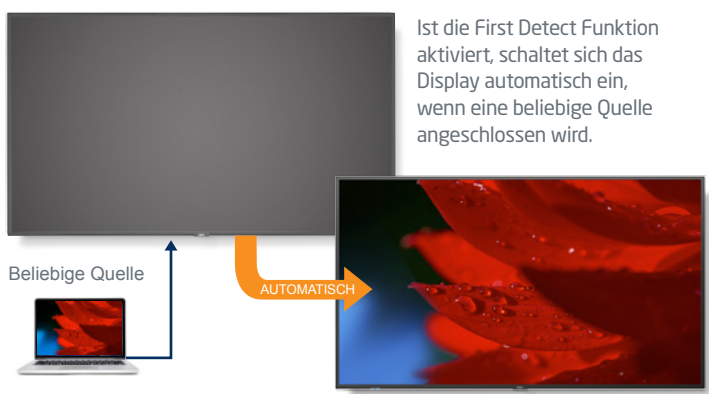 Ist die First Detect Funktion
aktiviert, schaltet sich das
Display automatisch ein,
wenn eine beliebige Quelle
angeschlossen wird.
Beliebige Quelle
AUTOMATISCH